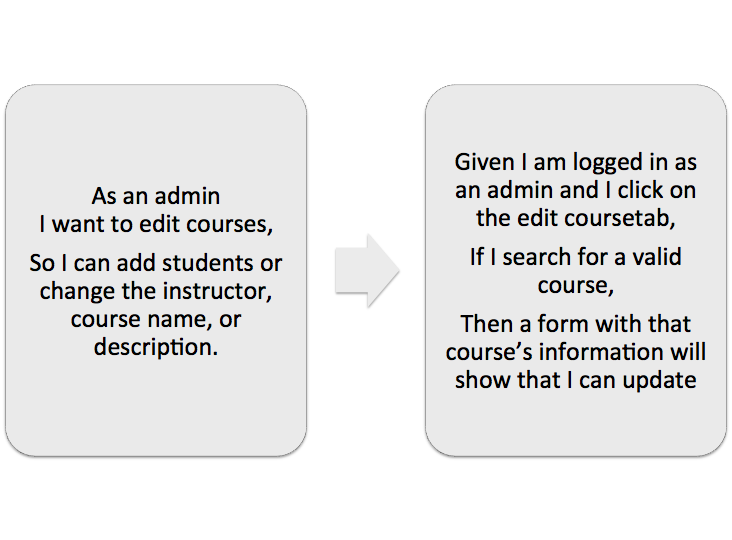 As an admin
I want to edit courses,
So I can add students or
change the instructor,
course name, or
description.
Given I am logged in as
an admin and I click on
the edit coursetab,
If I search for a valid
course,
Then a form with that
course’s information will
show that I can update